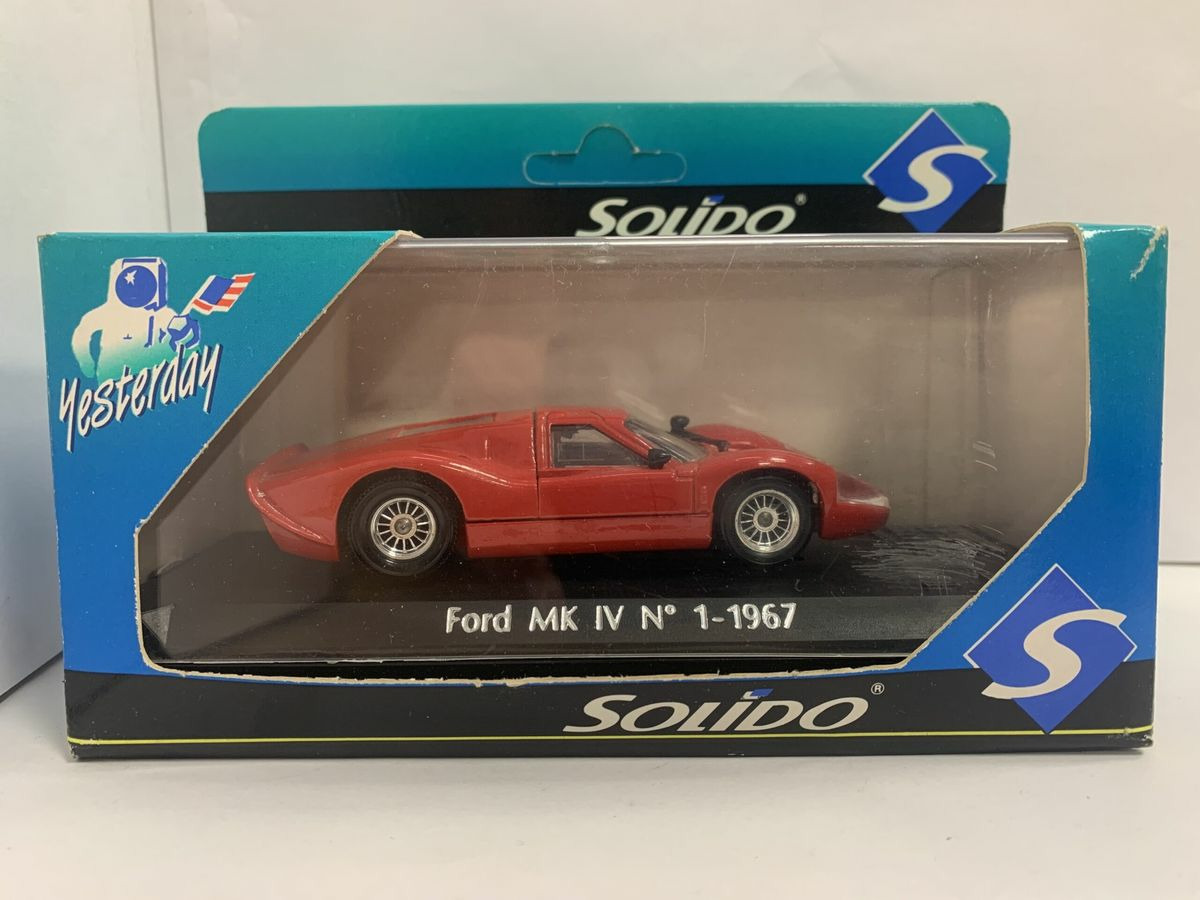 SOLIDO®
S
Yesterday
Ford MK IV N° 1-1967
S
SOLIDO®